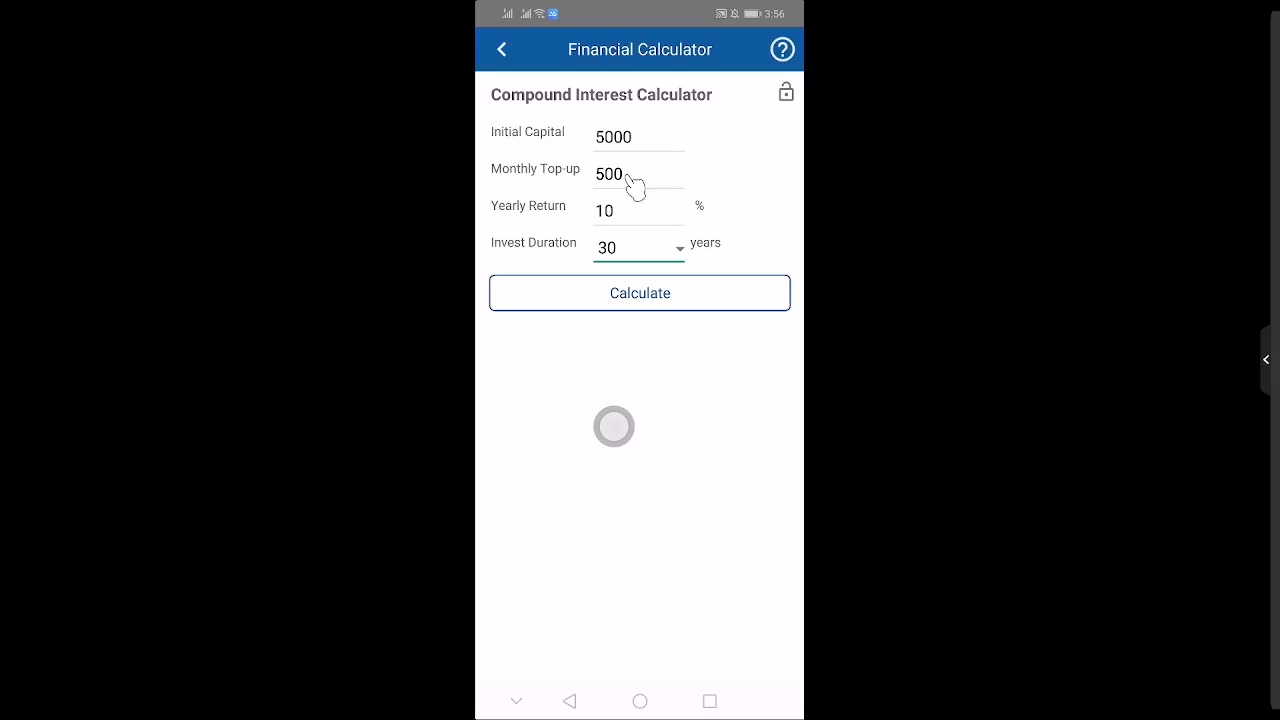 3:56
Financial Calculator
Compound Interest Calculator
Initial Capital 5000
Monthly Top-up 500
Yearly Return 10 %
Invest Duration 30 years
Calculate